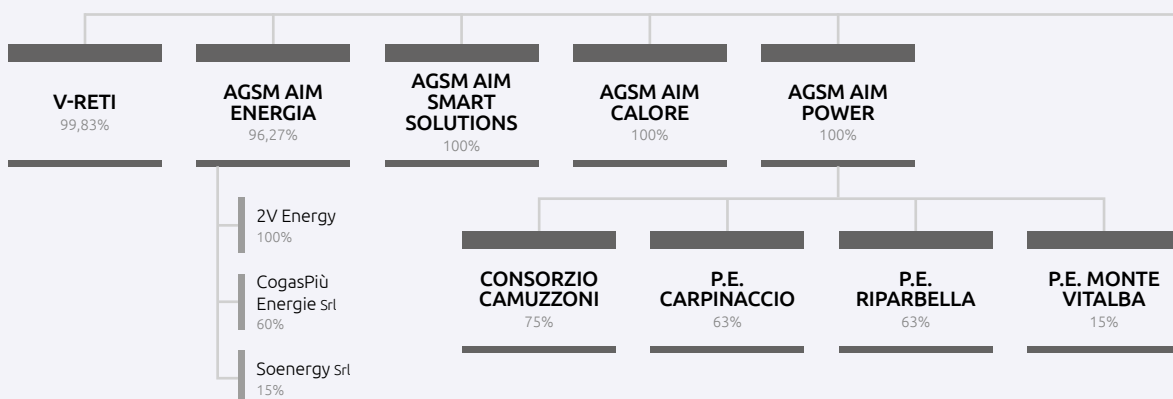 V-RETI
99,83%
AGSM AIM
ENERGIA
96,27%
AGSM AIM
SMART
SOLUTIONS
100%
AGSM AIM
CALORE
100%
AGSM AIM
POWER
100%
2V Energy
100%
CogasPiù
Energie Srl
60%
Soenergy Srl
15%
CONSORZIO
CAMUZZONI
75%
P.E.
CARPINACCIO
63%
P.E.
RIPARBELLA
63%
P.E. MONTE
VITALBA
15%